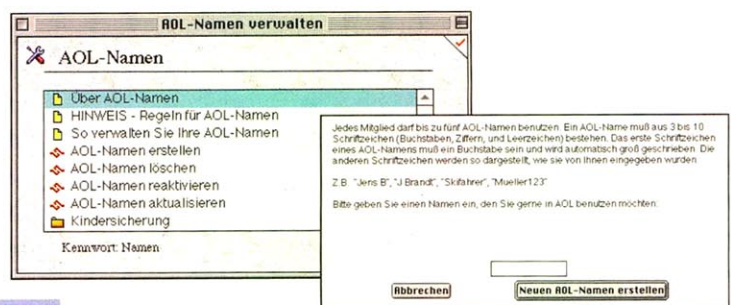 AOL-Namen verwalten
AOL-Namen
Über AOL-Namen
HINWEIS - Regeln für AOL-Namen
So verwalten Sie Ihre AOL-Namen
AOL-Namen erstellen
AOL-Namen löschen
AOL-Namen reaktivieren
AOL-Namen aktualisieren
Kindersicherung
Kennwort: Namen
Jedes Mitglied darf bis zu fünf AOL-Namen benutzen. Ein AOL-Name muß aus 3 bis 10
Schriftzeichen (Buchstaben, Ziffern, und Leerzeichen) bestehen. Das erste Schriftzeichen
eines AOL-Namens muß ein Buchstabe sein und wird automatisch groß geschrieben. Die
anderen Schriftzeichen werden so dargestellt, wie sie von Ihnen eingegeben wurden
Z.B. "Jens B", "J Brandt", "Skifahrer", "Mueller123"
Bitte geben Sie einen Namen ein, den Sie gerne in AOL benutzen möchten:
Abbrechen
Neuen AOL-Namen erstellen